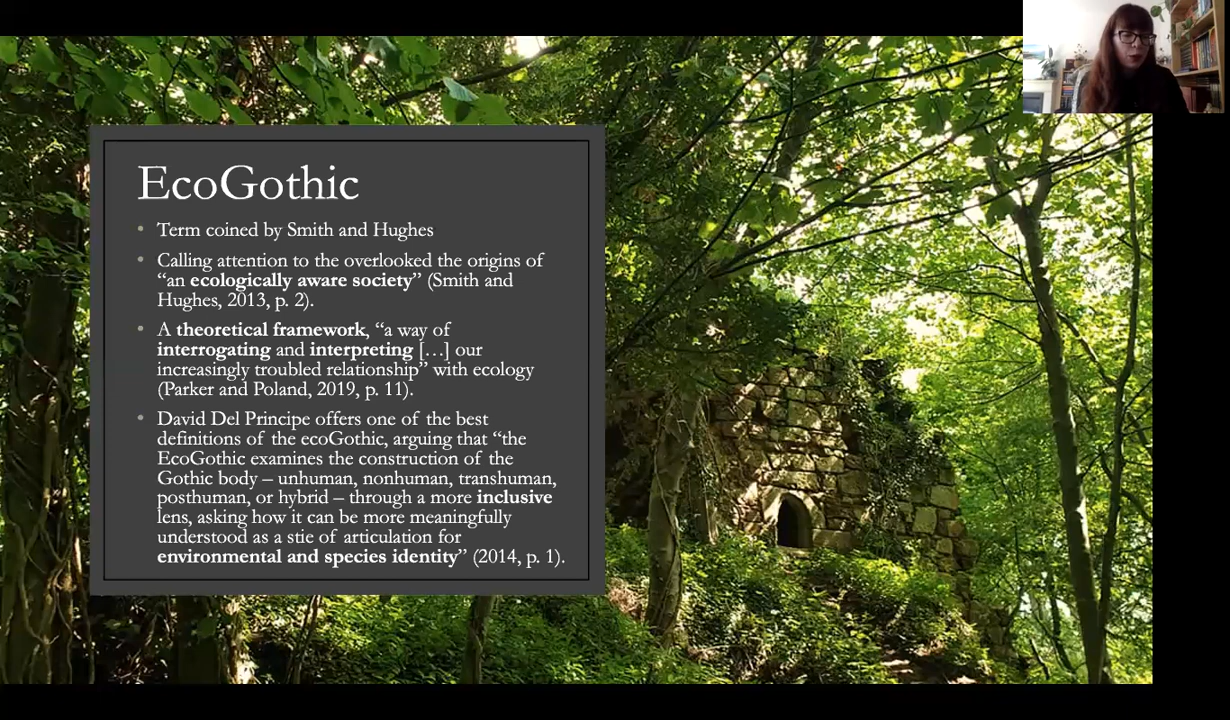 EcoGothic
• Term coined by Smith and Hughes
• Calling attention to the overlooked the origins of
“an ecologically aware society” (Smith and
Hughes, 2013, p. 2).
• A theoretical framework, “a way of
interrogating and interpreting […] our
increasingly troubled relationship” with ecology
(Parker and Poland, 2019, p. 11).
• David Del Principe offers one of the best
definitions of the ecoGothic, arguing that “the
EcoGothic examines the construction of the
Gothic body – unhuman, nonhuman, transhuman,
posthuman, or hybrid – through a more inclusive
lens, asking how it can be more meaningfully
understood as a stie of articulation for
environmental and species identity” (2014, p. 1).